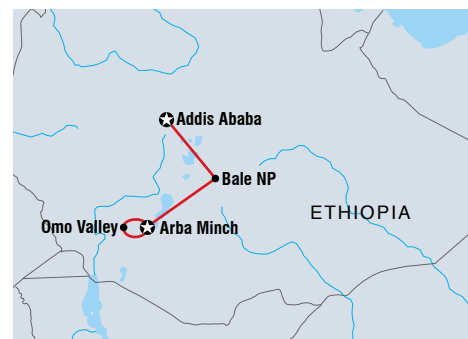 Addis Ababa
Bale NP
ETHIOPIA
Omo Valley
Arba Minch